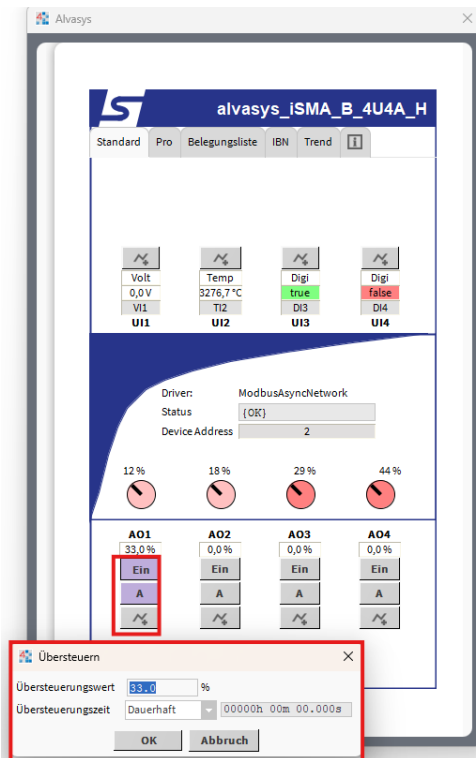 Alvasys
alvasys_iSMA_B_4U4A_H
Standard Pro Belegungsliste IBN Trend i
Volt Temp Digi Digi
0,0 V 3276,7 °C true false
VI1 TI2 DI3 DI4
UI1 UI2 UI3 UI4
Driver: ModbusAsyncNetwork
Status {OK}
Device Address 2
12 % 18 % 29 % 44 %
AO1 AO2 AO3 AO4
33,0 % 0,0 % 0,0 % 0,0 %
Ein Ein Ein Ein
A A A A
Übersteuern
Übersteuerungswert 33.0 %
Übersteuerungszeit Dauerhaft 00000h 00m 00.000s
OK Abbruch